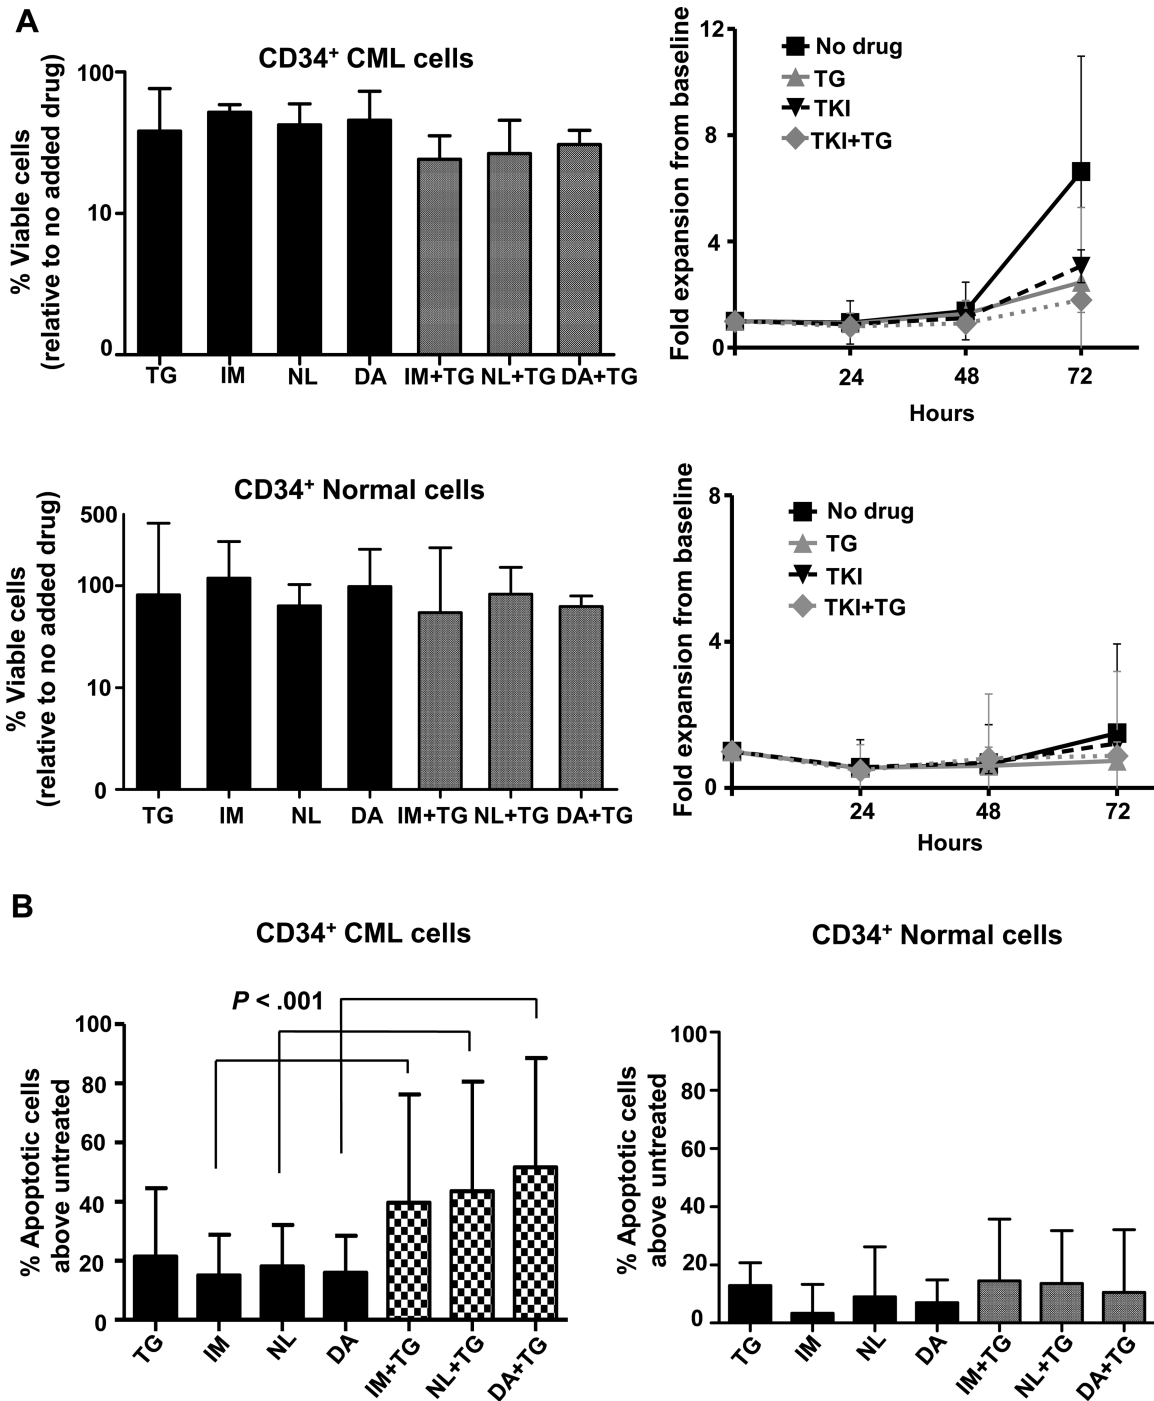 A
CD34⁺ CML cells
% Viable cells
(relative to no added drug)
100
10
0
TG IM NL DA IM+TG NL+TG DA+TG
Fold expansion from baseline
12
8
4
0
No drug
TG
TKI
TKI+TG
24 48 72
Hours
CD34⁺ Normal cells
% Viable cells
(relative to no added drug)
500
100
10
0
TG IM NL DA IM+TG NL+TG DA+TG
Fold expansion from baseline
8
4
0
No drug
TG
TKI
TKI+TG
24 48 72
Hours
B
CD34⁺ CML cells
P < .001
% Apoptotic cells
above untreated
100
80
60
40
20
0
TG IM NL DA IM+TG NL+TG DA+TG
CD34⁺ Normal cells
% Apoptotic cells
above untreated
100
80
60
40
20
0
TG IM NL DA IM+TG NL+TG DA+TG